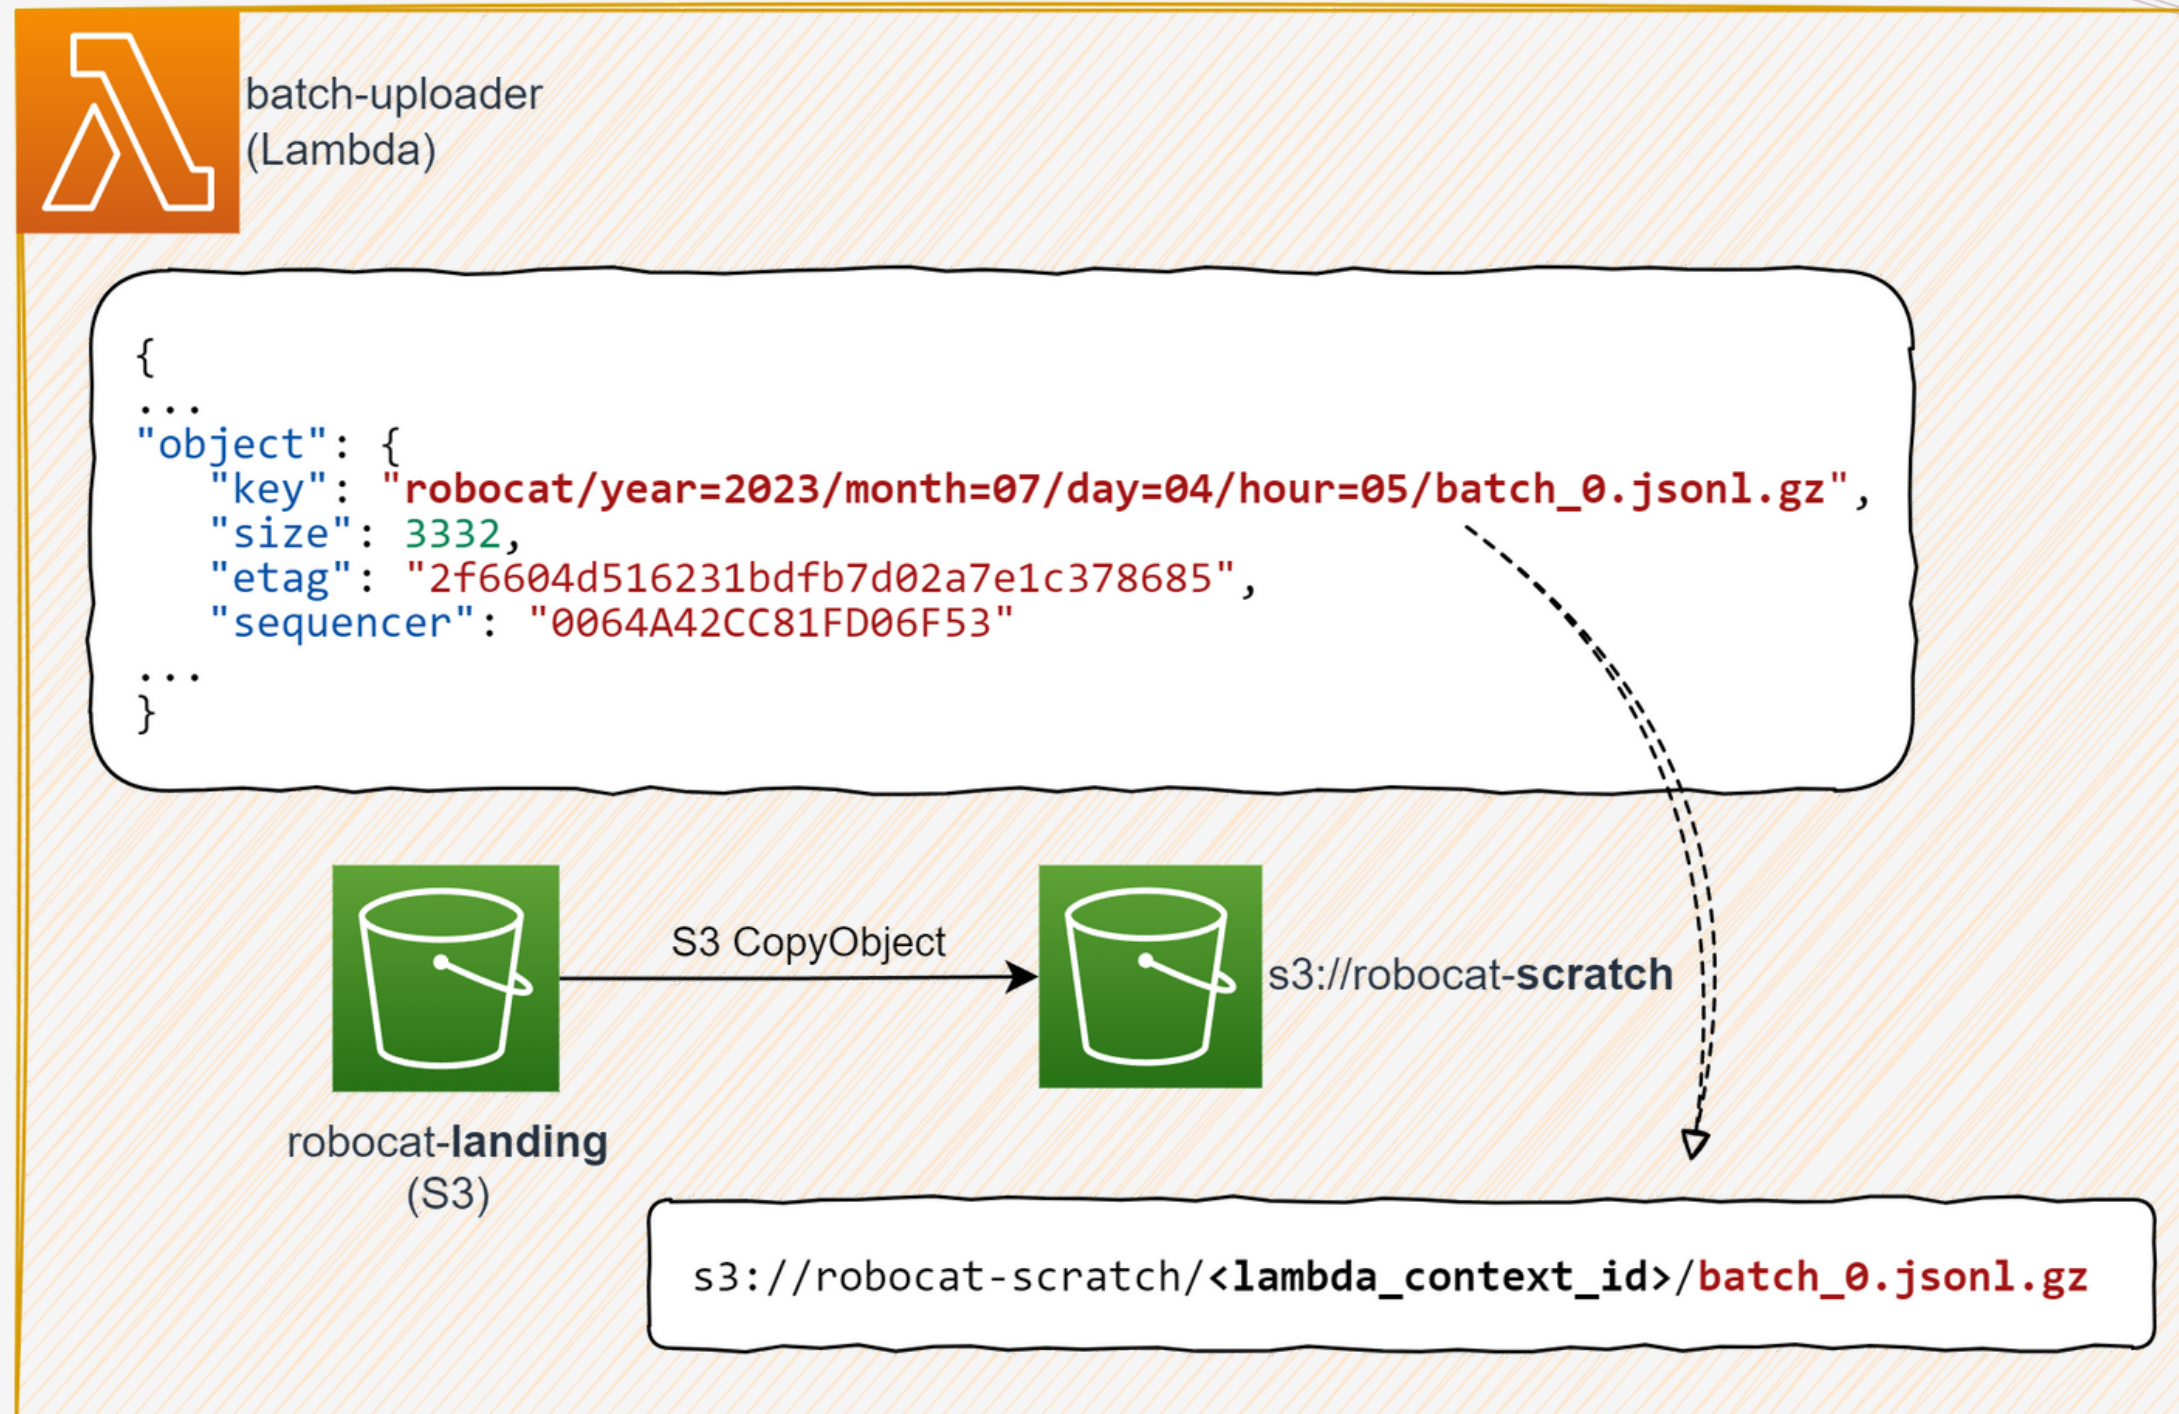 batch-uploader
(Lambda)
{
...
"object": {
"key": "robocat/year=2023/month=07/day=04/hour=05/batch_0.jsonl.gz",
"size": 3332,
"etag": "2f6604d516231bdfb7d02a7e1c378685",
"sequencer": "0064A42CC81FD06F53"
...
}
S3 CopyObject
s3://robocat-scratch
robocat-landing
(S3)
s3://robocat-scratch/<lambda_context_id>/batch_0.jsonl.gz